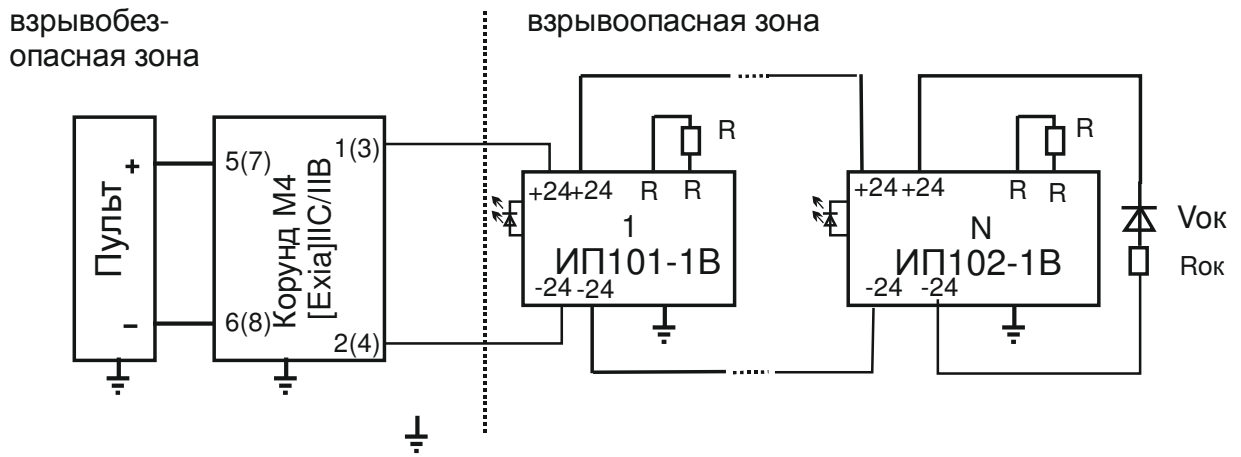 взрывобез-
опасная зона
взрывоопасная зона
Пульт
+
–
5(7)
6(8)
Корунд М4
[Exia]IIC/IIB
1(3)
2(4)
R
+24+24 R R
1
ИП101-1В
-24 -24
R
+24+24 R R
N
ИП102-1В
-24 -24
Vок
Rок